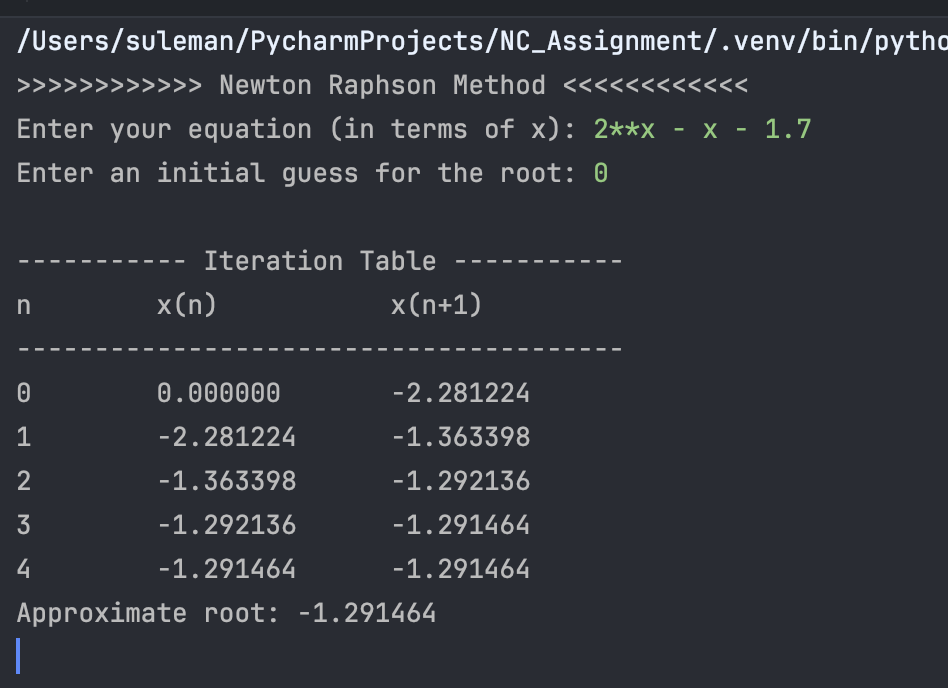 /Users/suleman/PycharmProjects/NC_Assignment/.venv/bin/pytho
>>>>>>>>>>>> Newton Raphson Method <<<<<<<<<<<<
Enter your equation (in terms of x): 2**x - x - 1.7
Enter an initial guess for the root: 0
----------- Iteration Table -----------
n        x(n)           x(n+1)
---------------------------------------
0        0.000000       -2.281224
1        -2.281224      -1.363398
2        -1.363398      -1.292136
3        -1.292136      -1.291464
4        -1.291464      -1.291464
Approximate root: -1.291464